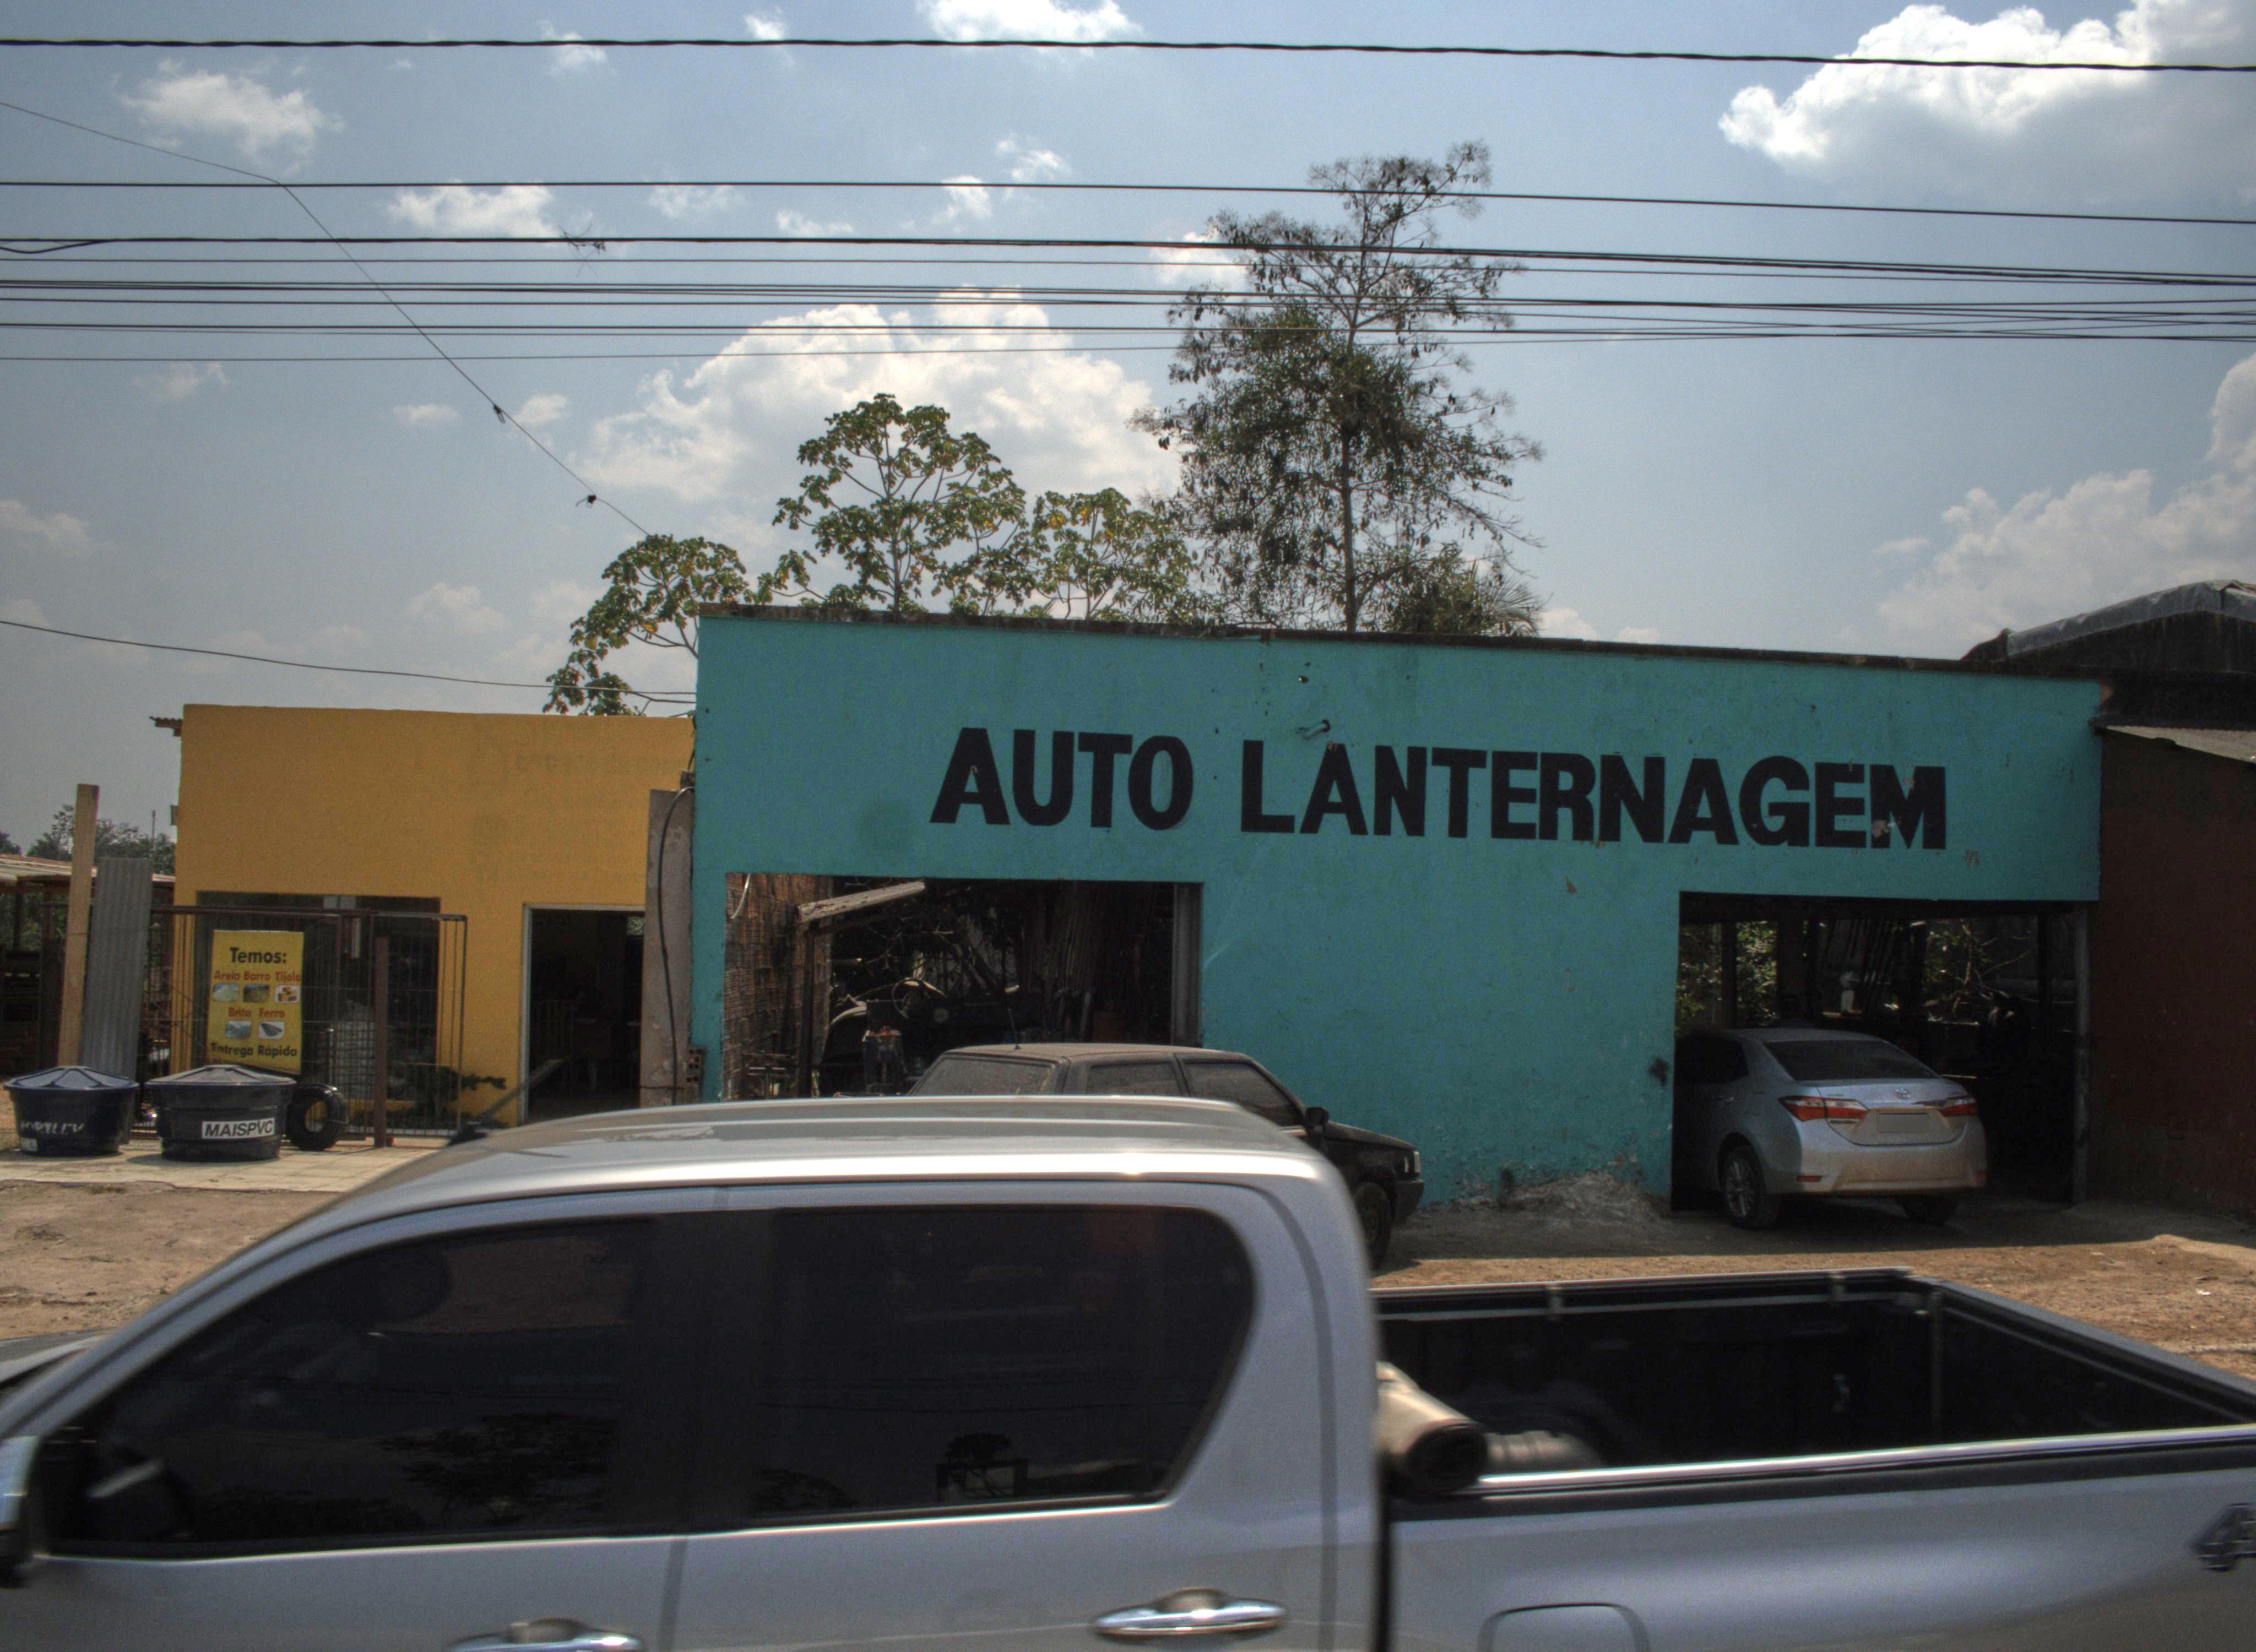 AUTO LANTERNAGEM
Temos:
Areia Barro Tijolo
Brita Ferro
Entrega Rápida
MAISPVC